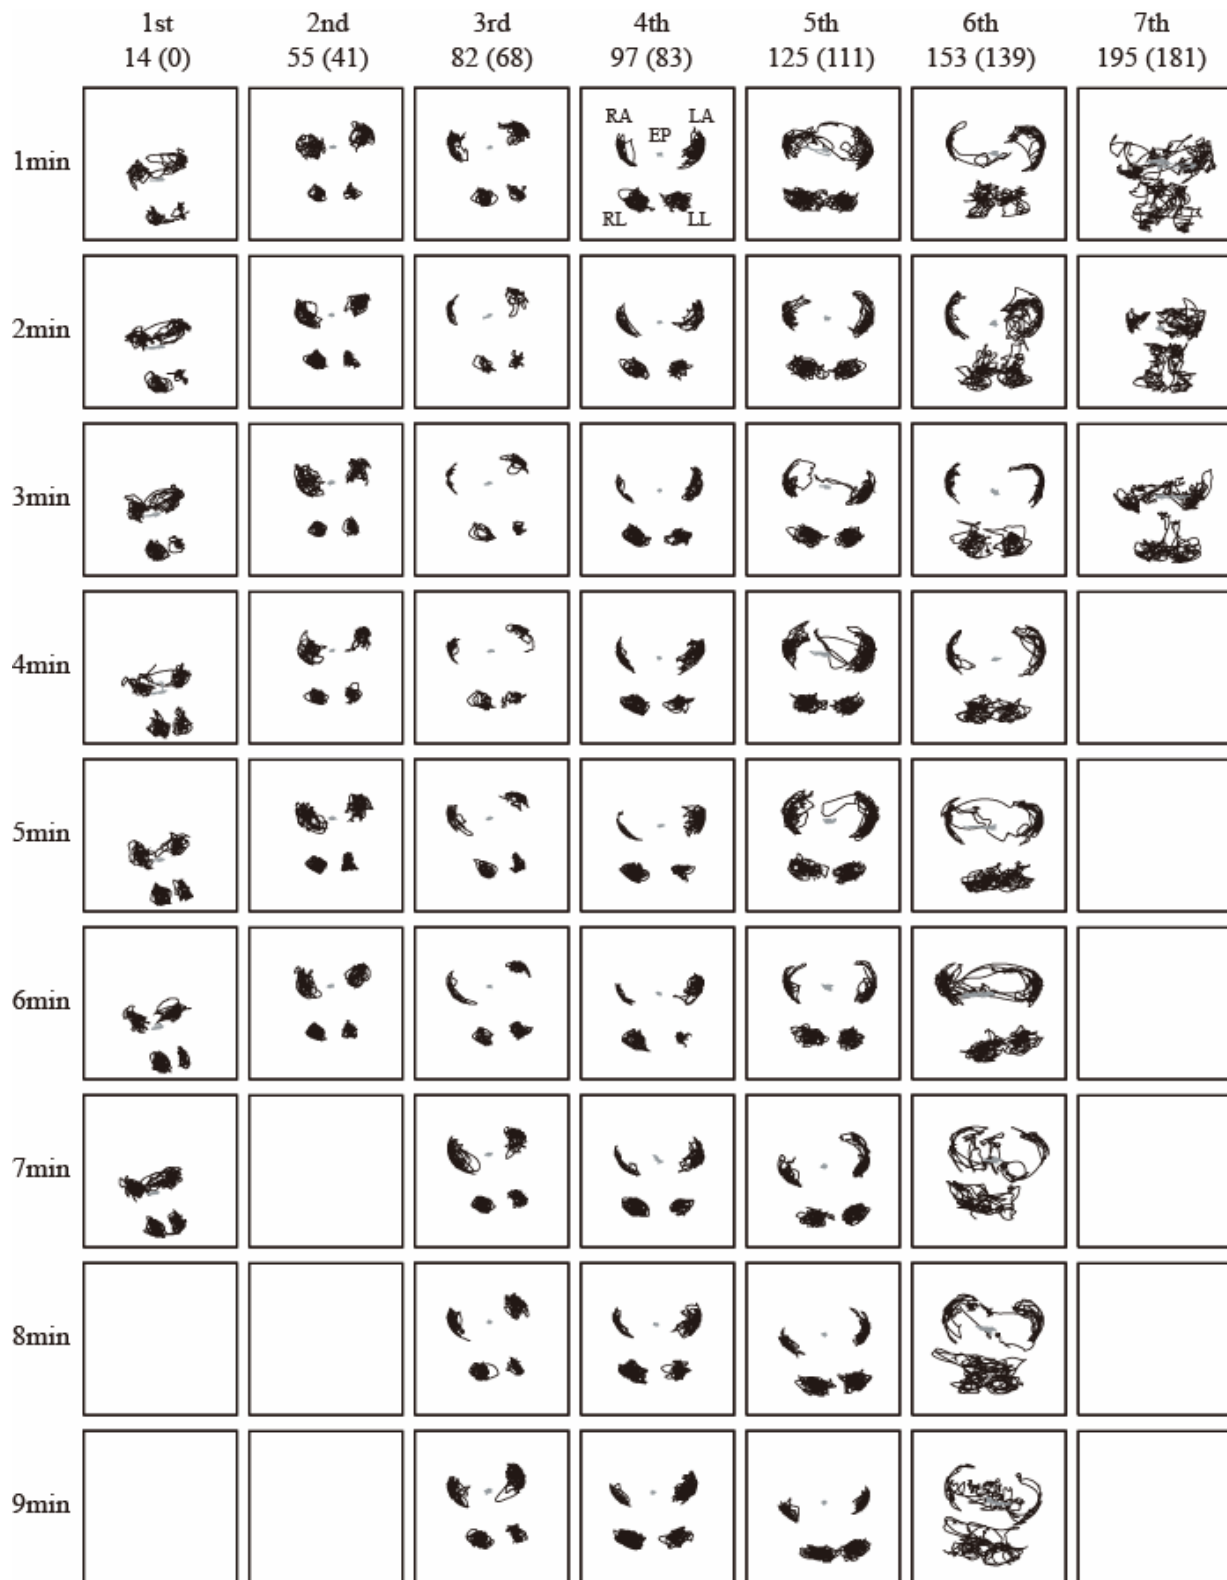 1st 2nd 3rd 4th 5th 6th 7th
14 (0) 55 (41) 82 (68) 97 (83) 125 (111) 153 (139) 195 (181)
RA LA
EP
1min
RL LL
2min
3min
4min
5min
6min
7min
8min
9min